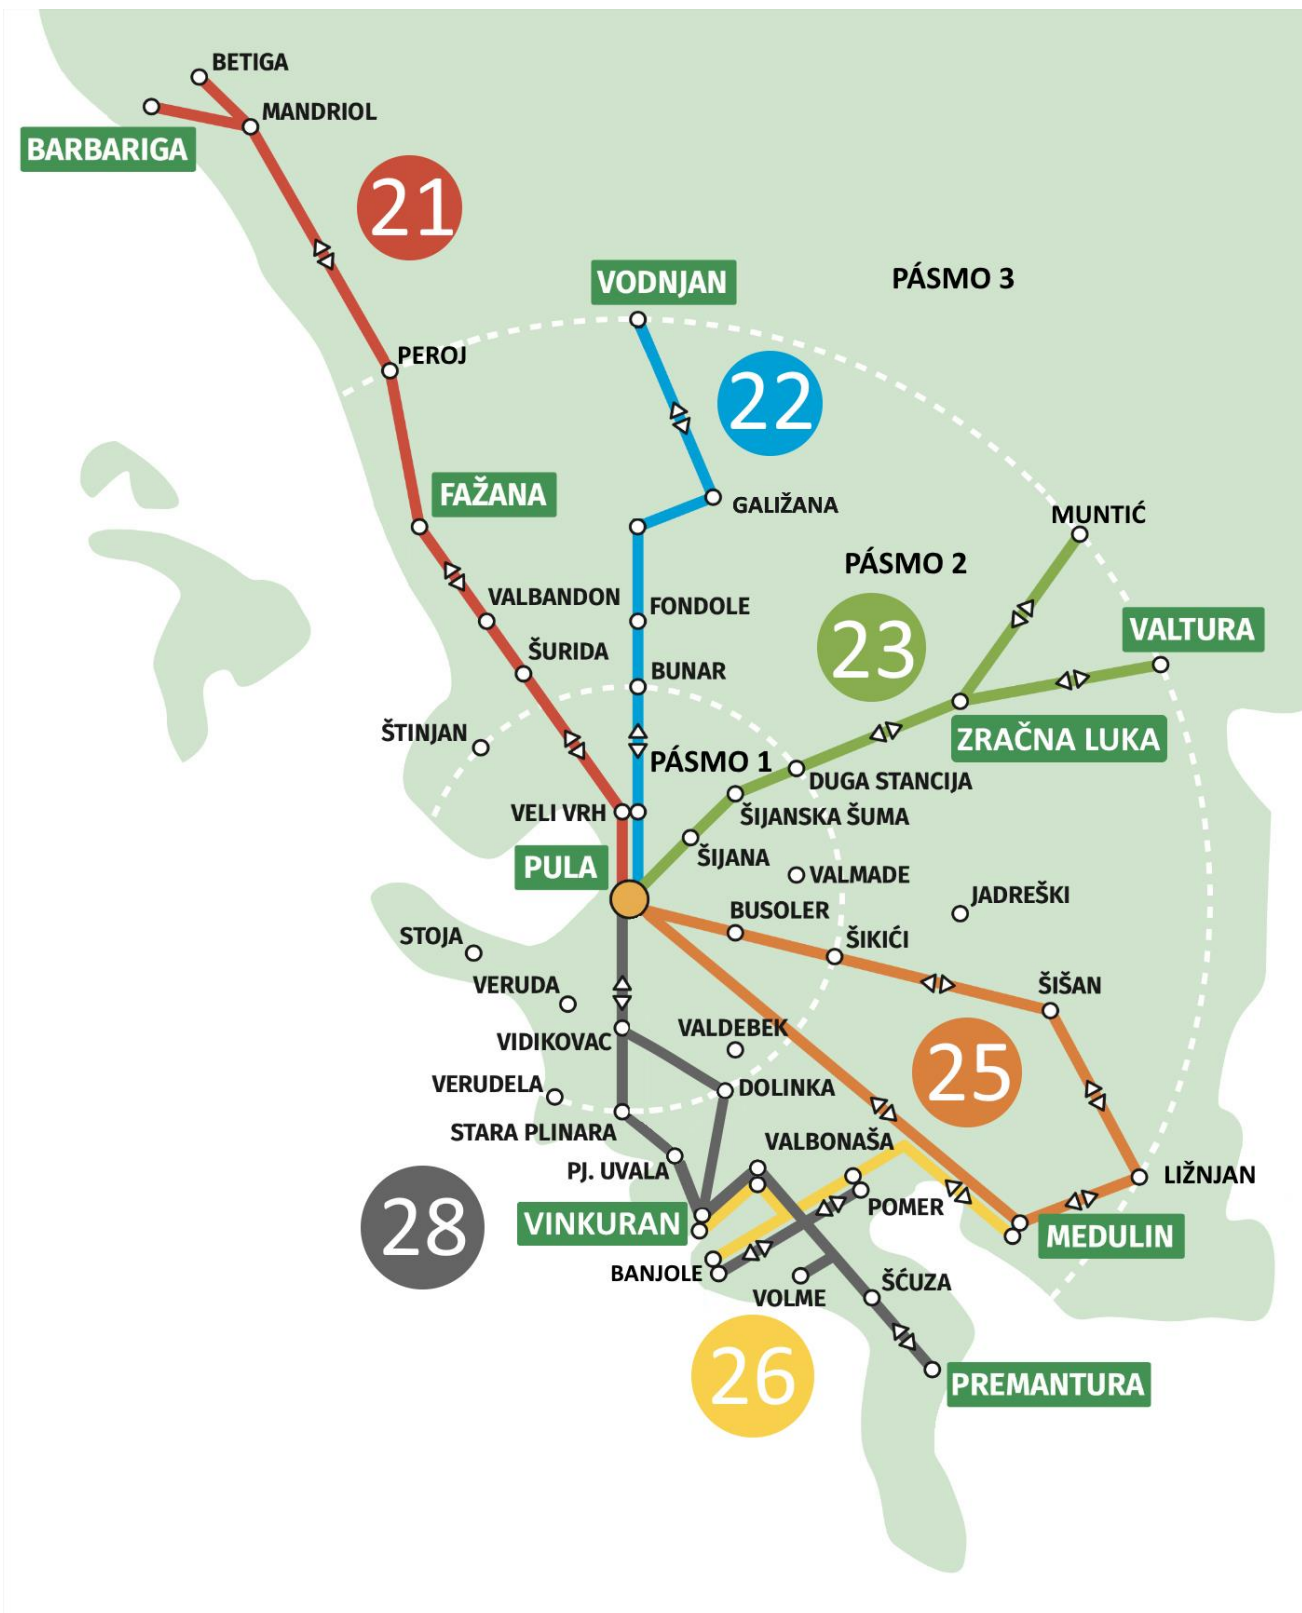 BETIGA
MANDRIOL
BARBARIGA
21
VODNJAN
PÁSMO 3
PEROJ
22
FAŽANA
GALIŽANA
MUNTIĆ
PÁSMO 2
VALBANDON
FONDOLE
23
VALTURA
ŠURIDA
BUNAR
ŠTINJAN
ZRAČNA LUKA
PÁSMO 1
DUGA STANCIJA
VELI VRH
ŠIJANSKA ŠUMA
ŠIJANA
PULA
VALMADE
JADREŠKI
BUSOLER
STOJA
ŠIKIĆI
VERUDA
ŠIŠAN
VIDIKOVAC
VALDEBEK
25
VERUDELA
DOLINKA
STARA PLINARA
VALBONAŠA
PJ. UVALA
LIŽNJAN
POMER
28
VINKURAN
MEDULIN
BANJOLE
VOLME
ŠĆUZA
26
PREMANTURA